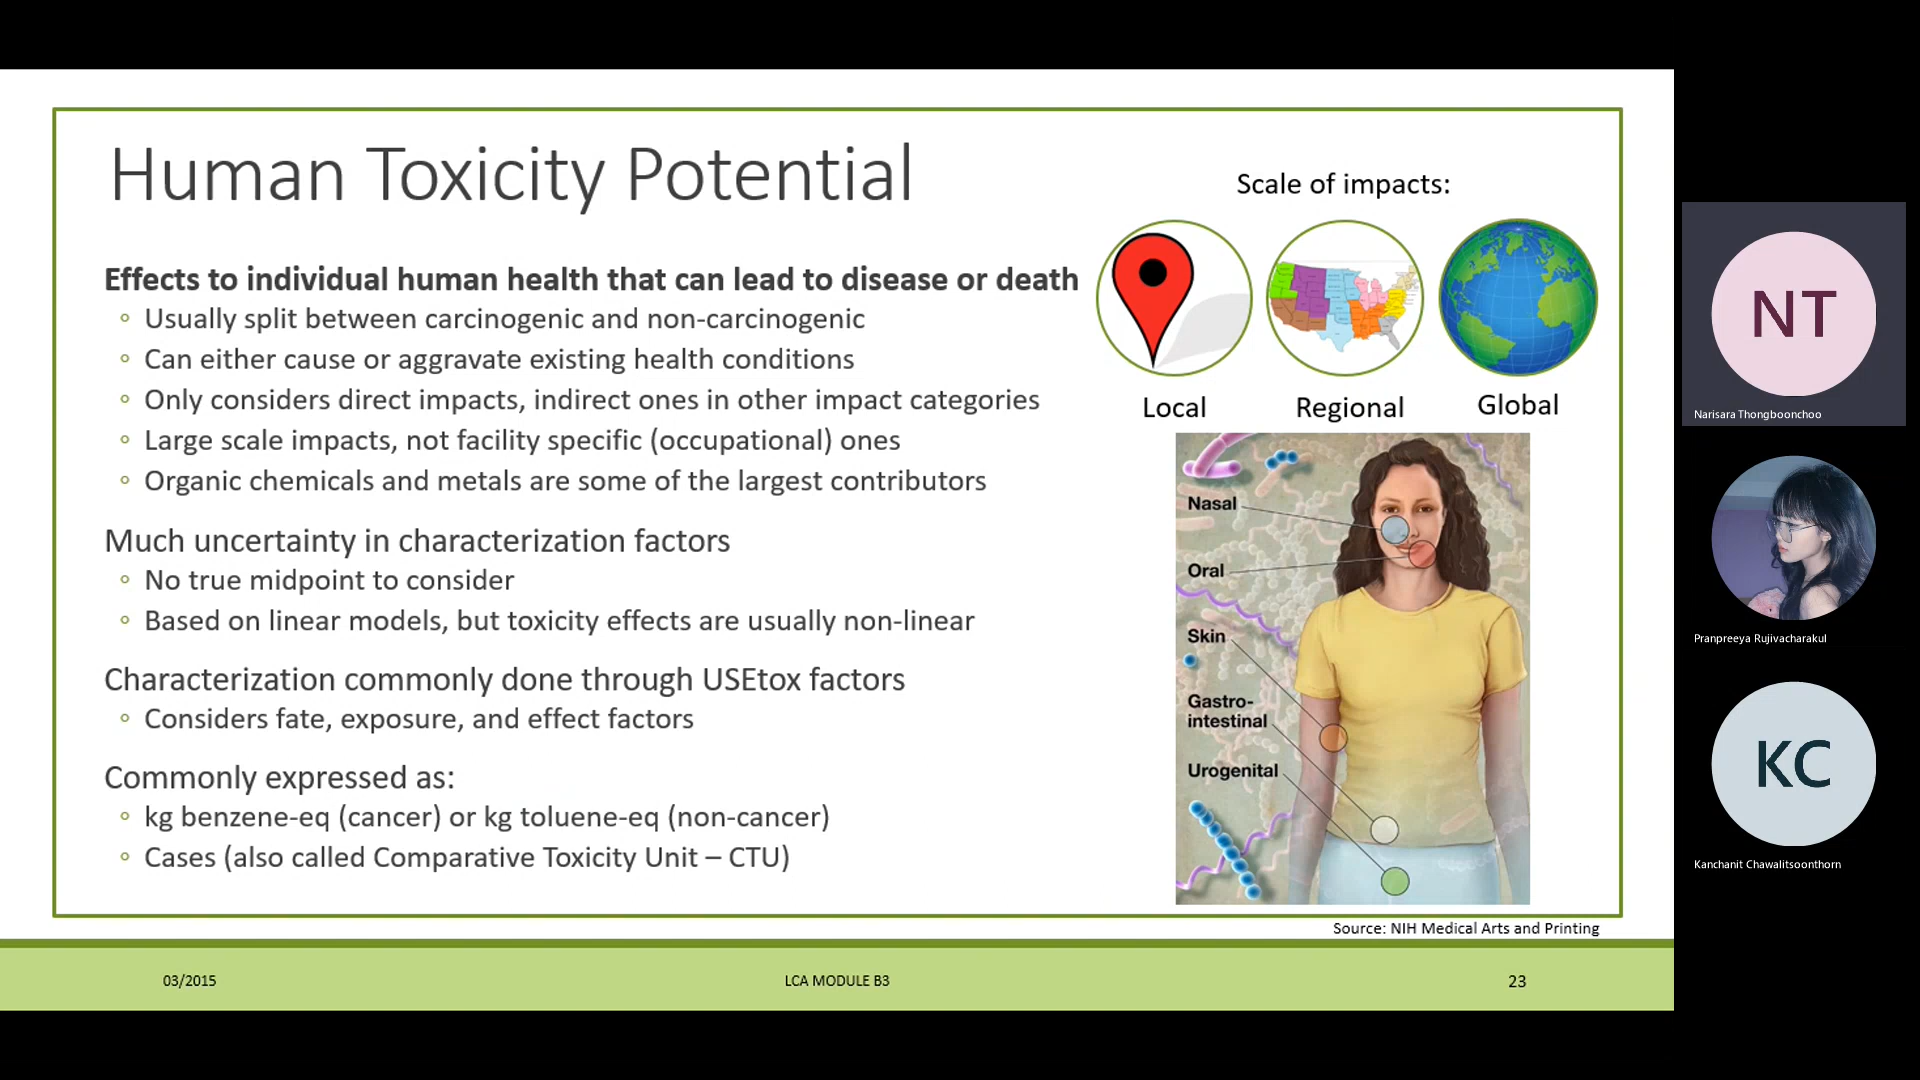 Human Toxicity Potential
Effects to individual human health that can lead to disease or death
Usually split between carcinogenic and non-carcinogenic
Can either cause or aggravate existing health conditions
Only considers direct impacts, indirect ones in other impact categories
Large scale impacts, not facility specific (occupational) ones
Organic chemicals and metals are some of the largest contributors
Much uncertainty in characterization factors
No true midpoint to consider
Based on linear models, but toxicity effects are usually non-linear
Characterization commonly done through USEtox factors
Considers fate, exposure, and effect factors
Commonly expressed as:
kg benzene-eq (cancer) or kg toluene-eq (non-cancer)
Cases (also called Comparative Toxicity Unit – CTU)
Scale of impacts:
Local
Regional
Global
Nasal
Oral
Skin
Gastro-
intestinal
Urogenital
Source: NIH Medical Arts and Printing
03/2015
LCA MODULE B3
23
NT
Narisara Thongboonchoo
Pranpreeya Rujivacharakul
KC
Kanchanit Chawalitsoonthorn